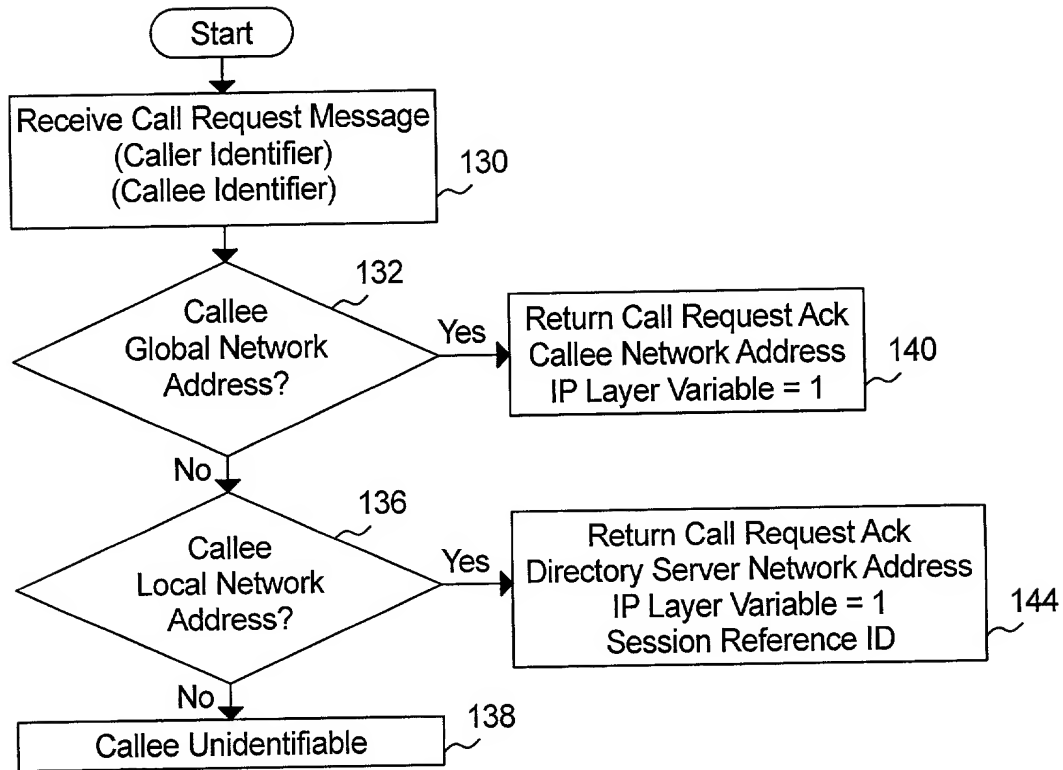 Start
Receive Call Request Message
(Caller Identifier)
(Callee Identifier)
130
Callee
Global Network
Address?
132
Yes
Return Call Request Ack
Callee Network Address
IP Layer Variable = 1
140
No
Callee
Local Network
Address?
136
Yes
Return Call Request Ack
Directory Server Network Address
IP Layer Variable = 1
Session Reference ID
144
No
Callee Unidentifiable
138